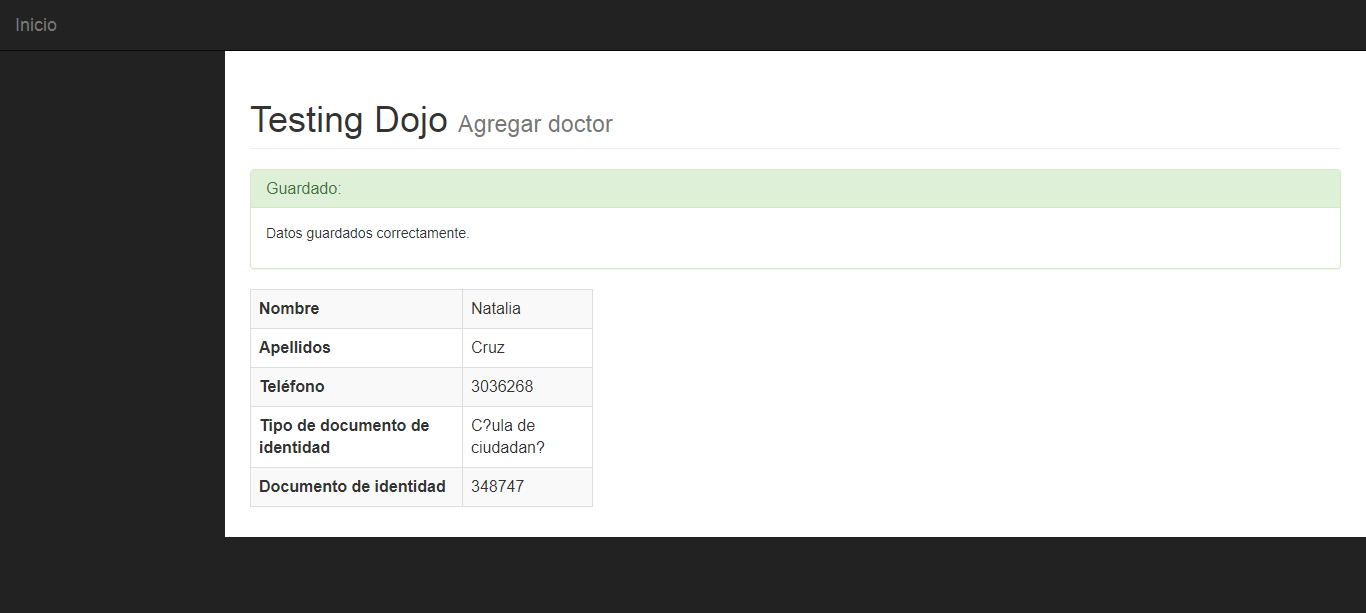 Inicio
Testing Dojo Agregar doctor
Guardado:
Datos guardados correctamente.
Nombre Natalia
Apellidos Cruz
Teléfono 3036268
Tipo de documento de identidad C?ula de ciudadan?
Documento de identidad 348747